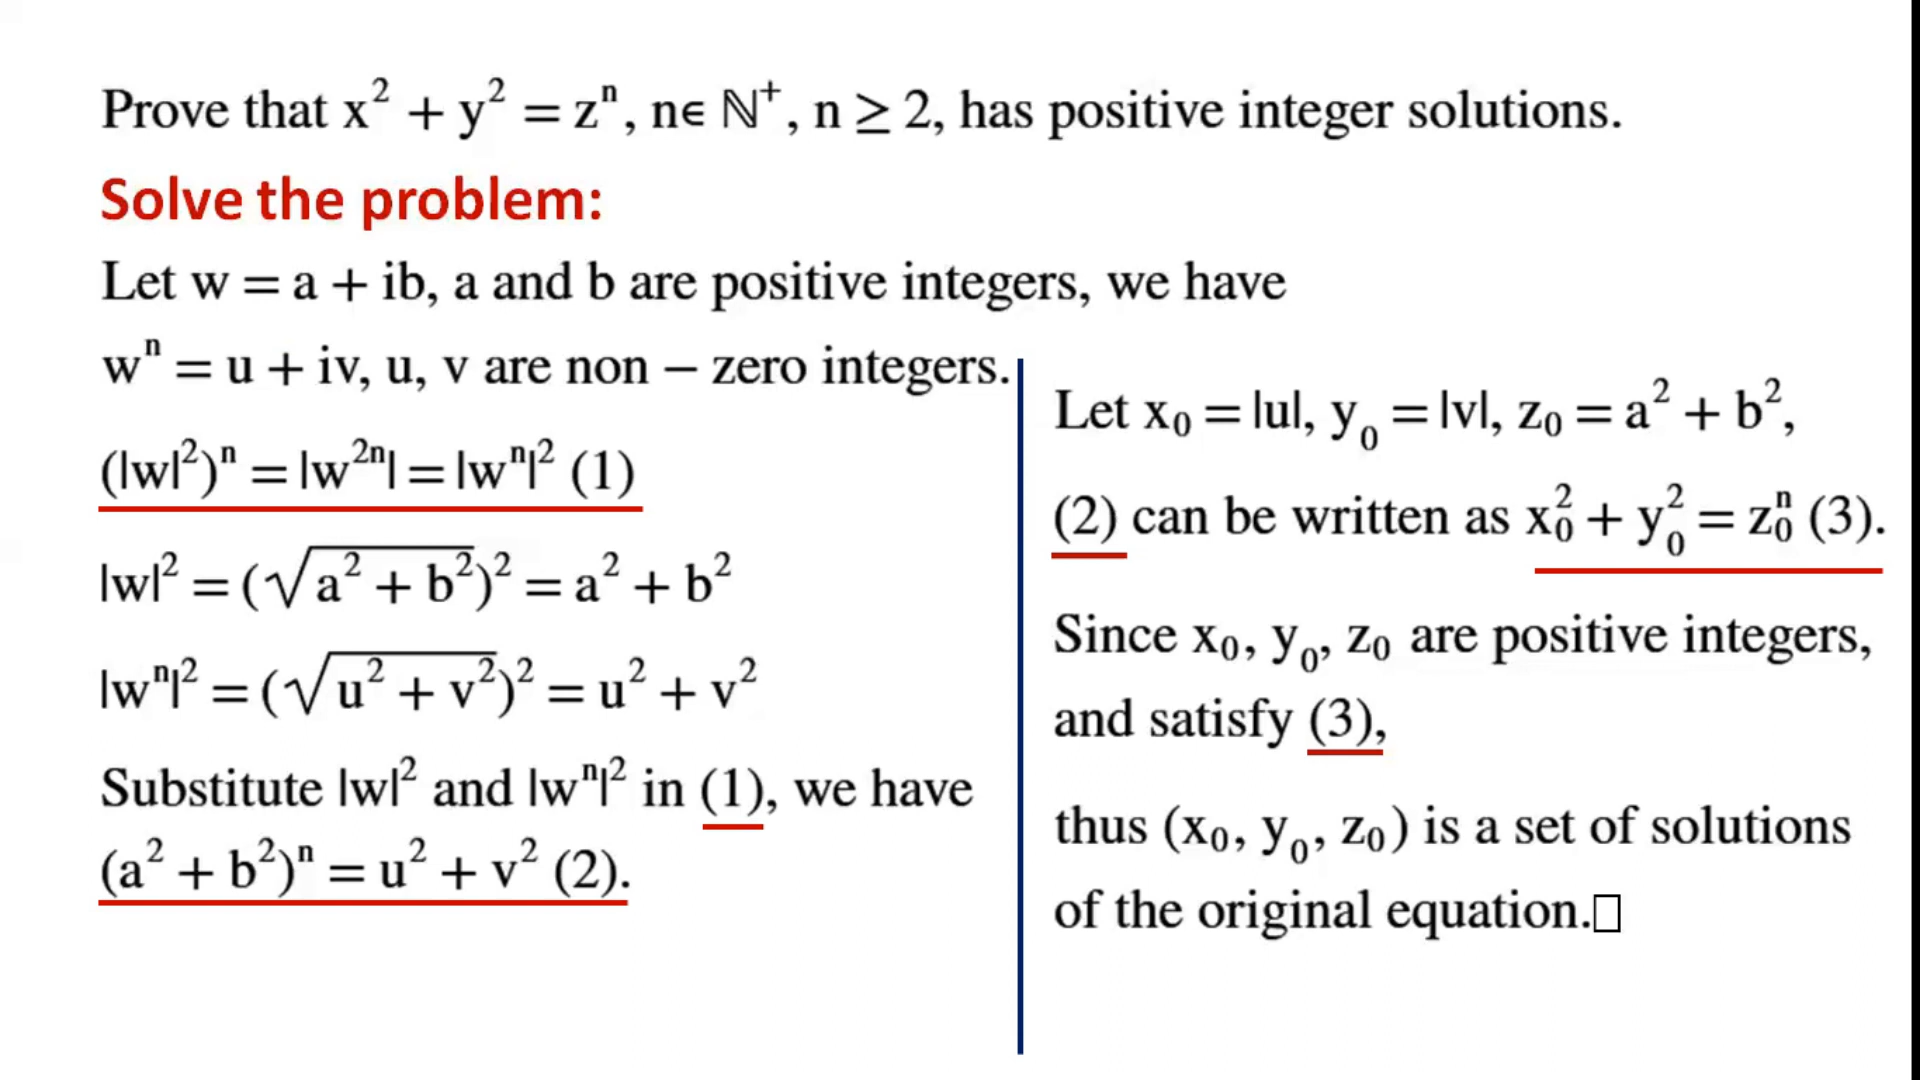 Prove that x² + y² = zⁿ, n∈ ℕ⁺, n ≥ 2, has positive integer solutions.
Solve the problem:
Let w = a + ib, a and b are positive integers, we have
wⁿ = u + iv, u, v are non − zero integers.
(|w|²)ⁿ = |w²ⁿ| = |wⁿ|² (1)
|w|² = (√(a² + b²))² = a² + b²
|wⁿ|² = (√(u² + v²))² = u² + v²
Substitute |w|² and |wⁿ|² in (1), we have
(a² + b²)ⁿ = u² + v² (2).
Let x₀ = |u|, y₀ = |v|, z₀ = a² + b²,
(2) can be written as x₀² + y₀² = z₀ⁿ (3).
Since x₀, y₀, z₀ are positive integers,
and satisfy (3),
thus (x₀, y₀, z₀) is a set of solutions
of the original equation.□